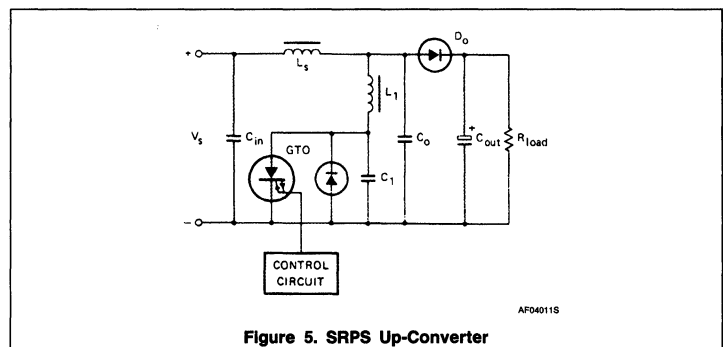 +
Dₒ
Lₛ
L₁
Vₛ
Cᵢₙ
GTO
C₁
Cₒ
+
Cₒᵤₜ
Rₗₒₐd
−
CONTROL
CIRCUIT
AF04011S
Figure 5. SRPS Up-Converter